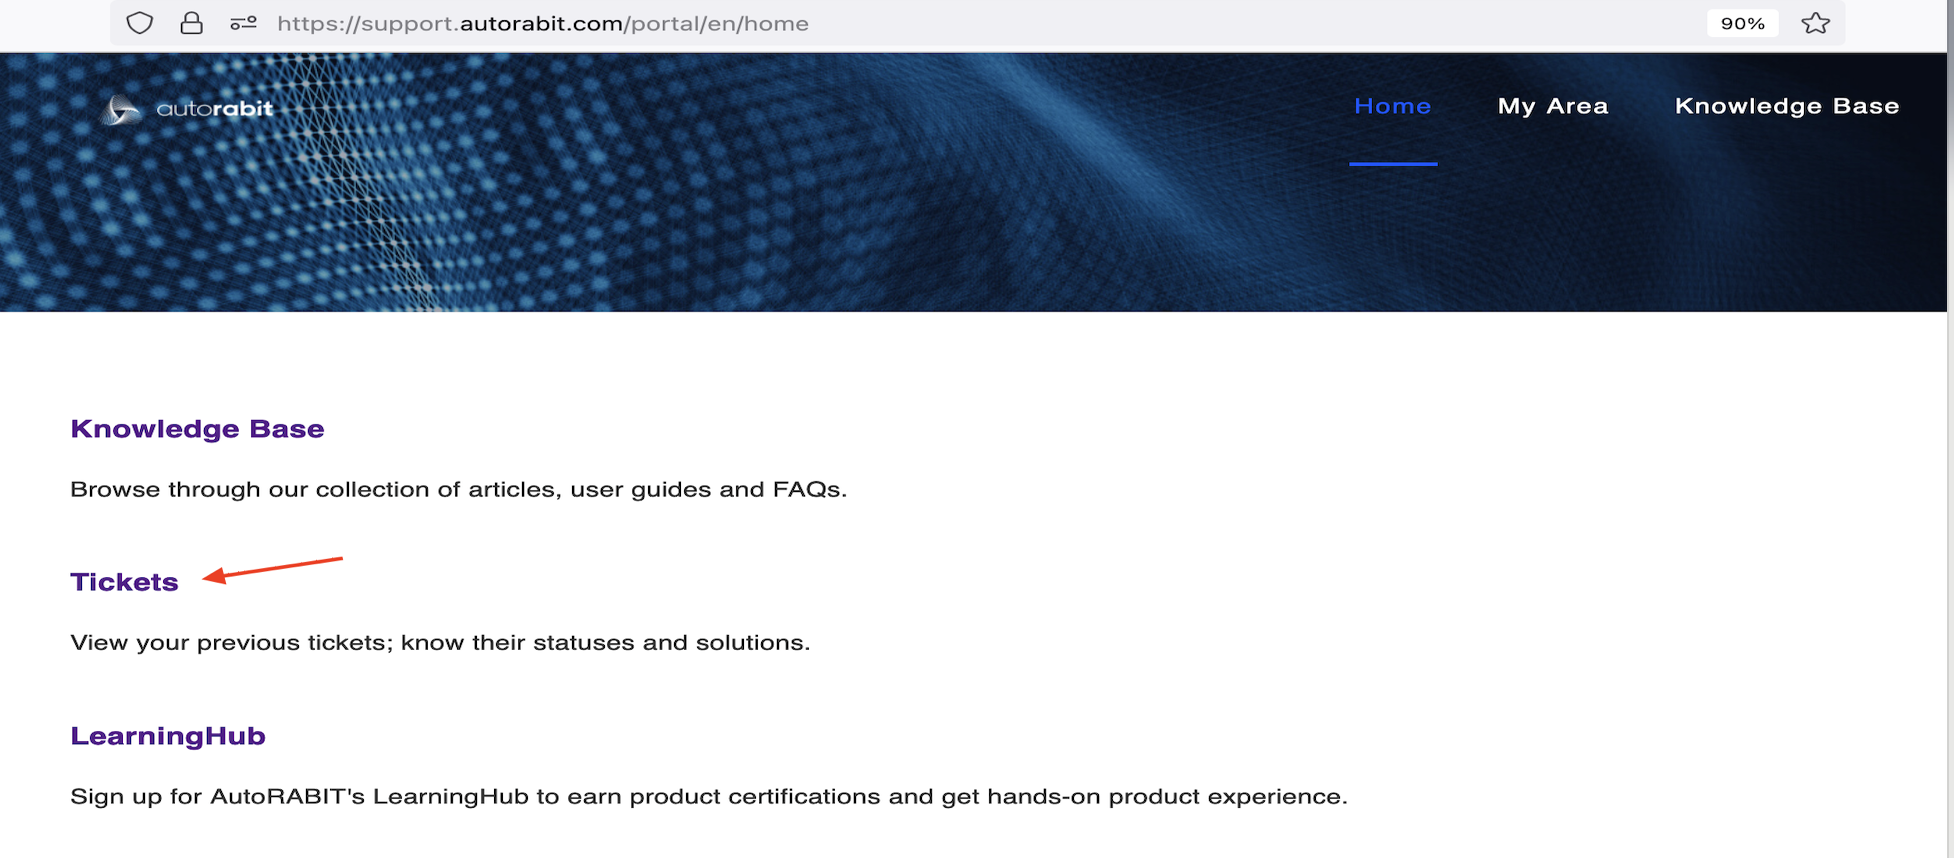 https://support.autorabit.com/portal/en/home
90%
autorabit
Home
My Area
Knowledge Base
Knowledge Base
Browse through our collection of articles, user guides and FAQs.
Tickets
View your previous tickets; know their statuses and solutions.
LearningHub
Sign up for AutoRABIT's LearningHub to earn product certifications and get hands-on product experience.